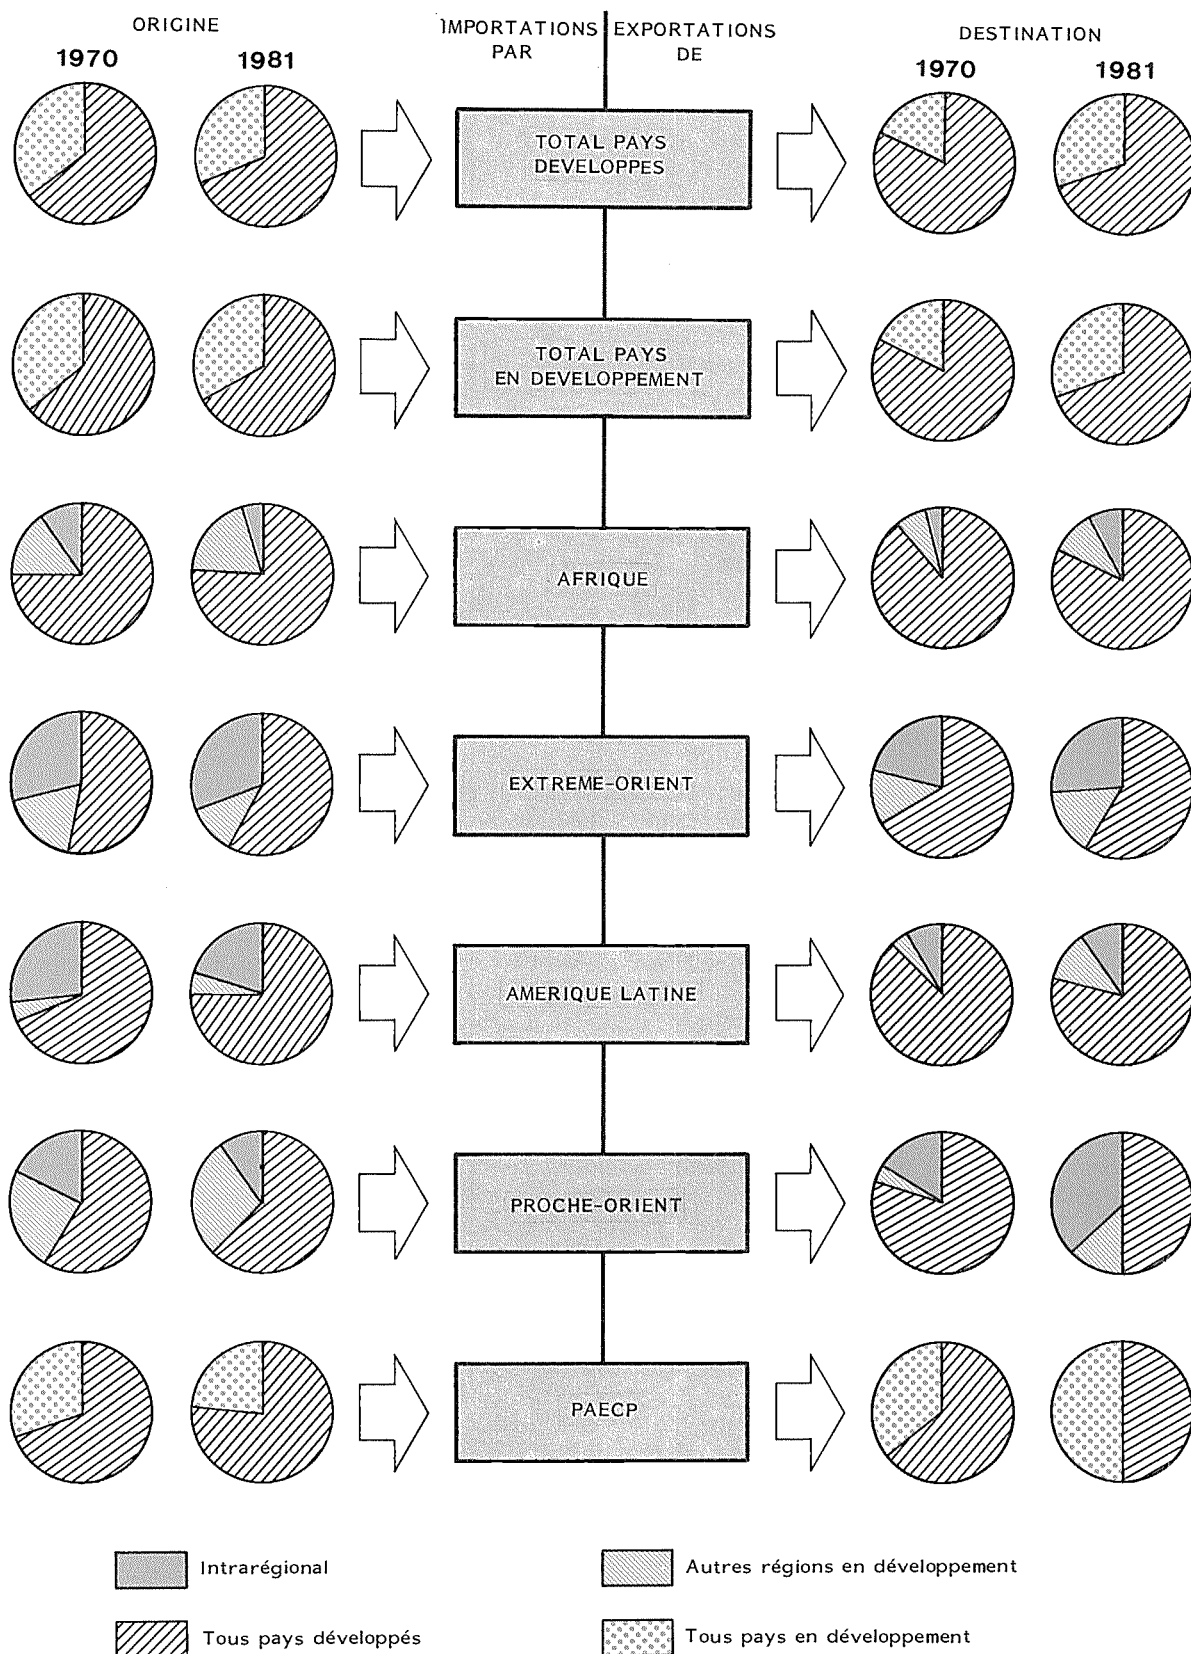 ORIGINE
1970 1981
IMPORTATIONS PAR
EXPORTATIONS DE
DESTINATION
1970 1981
TOTAL PAYS
DEVELOPPES
TOTAL PAYS
EN DEVELOPPEMENT
AFRIQUE
EXTREME-ORIENT
AMERIQUE LATINE
PROCHE-ORIENT
PAECP
Intrarégional
Autres régions en développement
Tous pays développés
Tous pays en développement